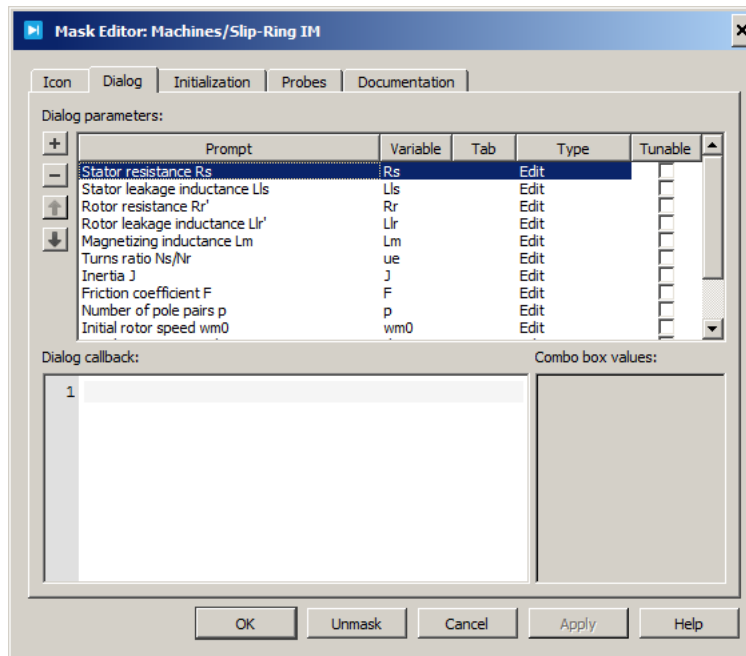 Mask Editor: Machines/Slip-Ring IM
Icon Dialog Initialization Probes Documentation
Dialog parameters:
Prompt Variable Tab Type Tunable
Stator resistance Rs Rs Edit
Stator leakage inductance Lls Lls Edit
Rotor resistance Rr' Rr Edit
Rotor leakage inductance Llr' Llr Edit
Magnetizing inductance Lm Lm Edit
Turns ratio Ns/Nr ue Edit
Inertia J J Edit
Friction coefficient F F Edit
Number of pole pairs p p Edit
Initial rotor speed wm0 wm0 Edit
Dialog callback: Combo box values:
1
OK Unmask Cancel Apply Help